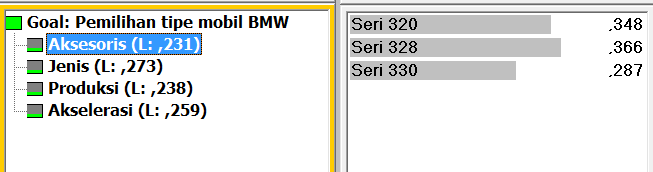 Goal: Pemilihan tipe mobil BMW
Aksesoris (L: ,231)
Jenis (L: ,273)
Produksi (L: ,238)
Akselerasi (L: ,259)
Seri 320 ,348
Seri 328 ,366
Seri 330 ,287